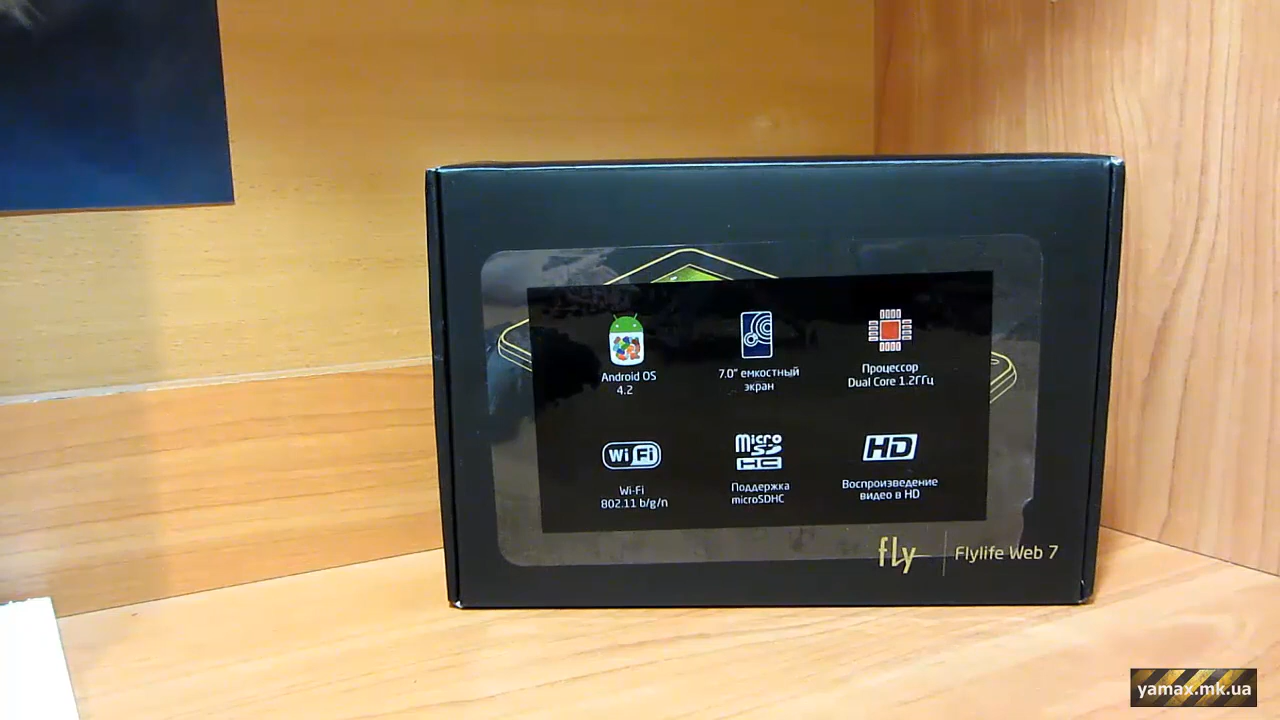 Android OS
4.2
7.0” емкостный
экран
Процессор
Dual Core 1.2ГГц
Wi Fi
Wi-Fi
802.11 b/g/n
Micro
SD
HC
Поддержка
microSDHC
HD
Воспроизведение
видео в HD
fly
Flylife Web 7
yamax.mk.ua